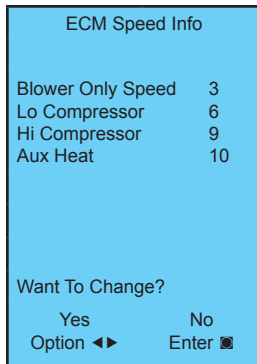 ECM Speed Info
Blower Only Speed 3
Lo Compressor 6
Hi Compressor 9
Aux Heat 10
Want To Change?
Yes No
Option ◀▶ Enter ◙